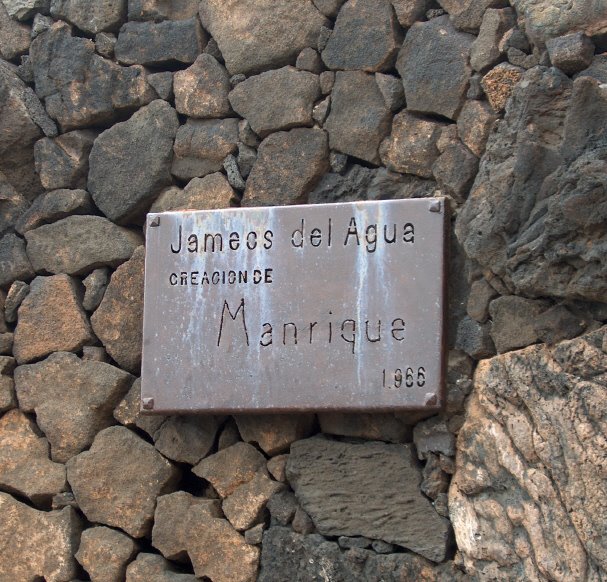 Jameos del Agua
CREACION DE
Manrique
1.966